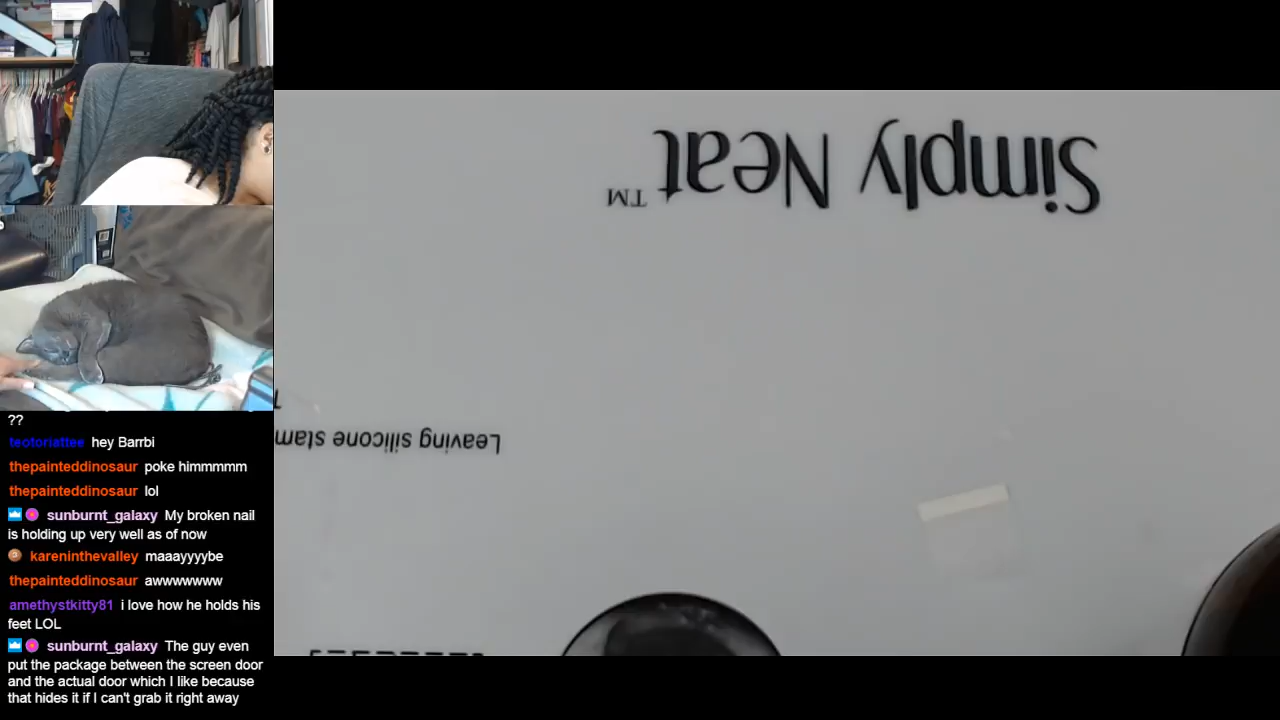 Simply Neat™
Leaving silicone stam
??
teotoriattee hey Barrbi
thepainteddinosaur poke himmmmm
thepainteddinosaur lol
sunburnt_galaxy My broken nail
is holding up very well as of now
kareninthevalley maaayyyybe
thepainteddinosaur awwwwwww
amethystkitty81 i love how he holds his
feet LOL
sunburnt_galaxy The guy even
put the package between the screen door
and the actual door which I like because
that hides it if I can't grab it right away